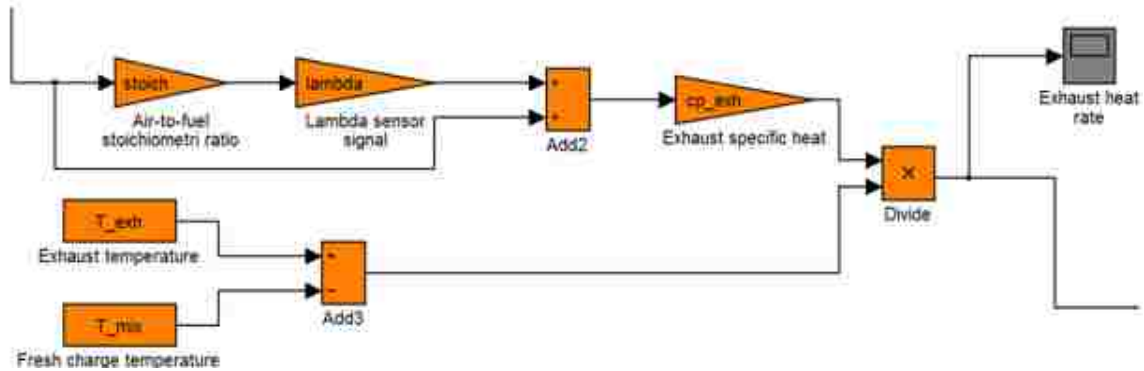 stoich
Air-to-fuel
stoichiometri ratio
lambda
Lambda sensor
signal
+
+
Add2
cp_exh
Exhaust specific heat
Exhaust heat
rate
×
Divide
T_exh
Exhaust temperature
+
−
Add3
T_mix
Fresh charge temperature